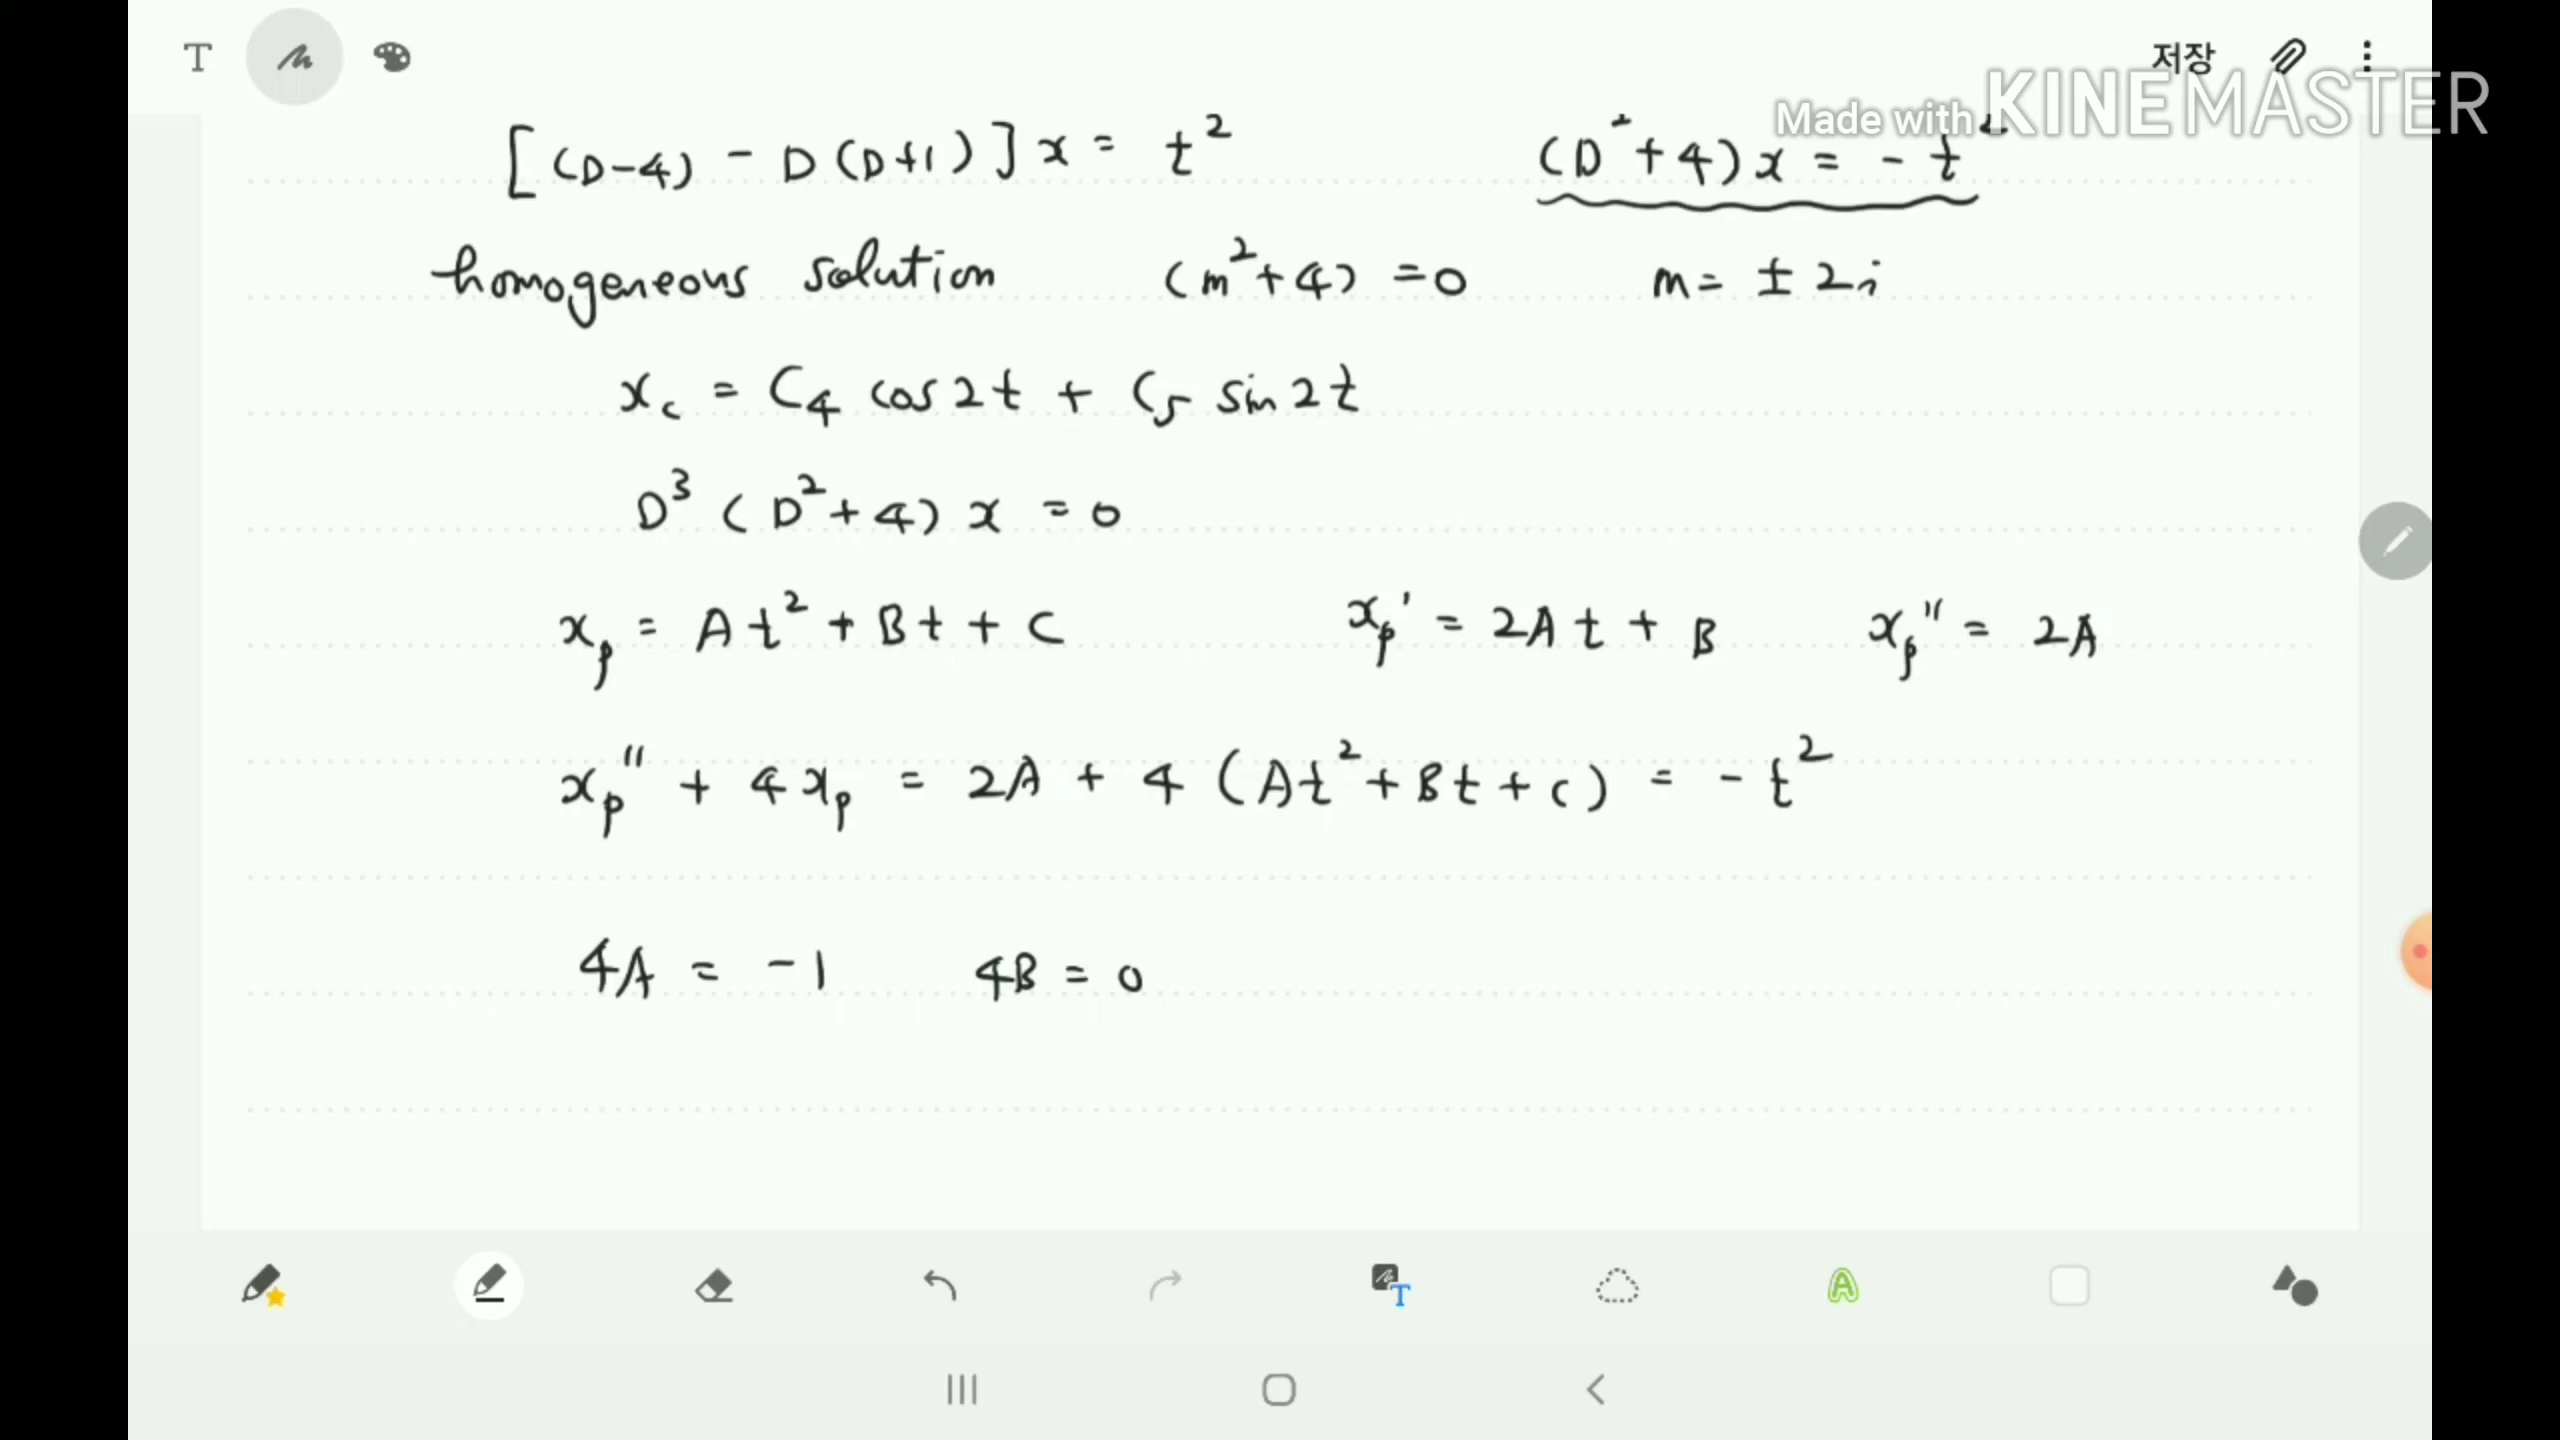 T 저장
Made with KINEMASTER
[(D-4) - D(D+1)]x = t² (D²+4)x = -t²
homogeneous solution (m²+4) = 0 m = ± 2i
x_c = C₄ cos2t + C₅ sin2t
D³(D²+4)x = 0
x_p = At² + Bt + C x_p' = 2At + B x_p'' = 2A
x_p'' + 4x_p = 2A + 4(At²+Bt+C) = -t²
4A = -1 4B = 0
T A